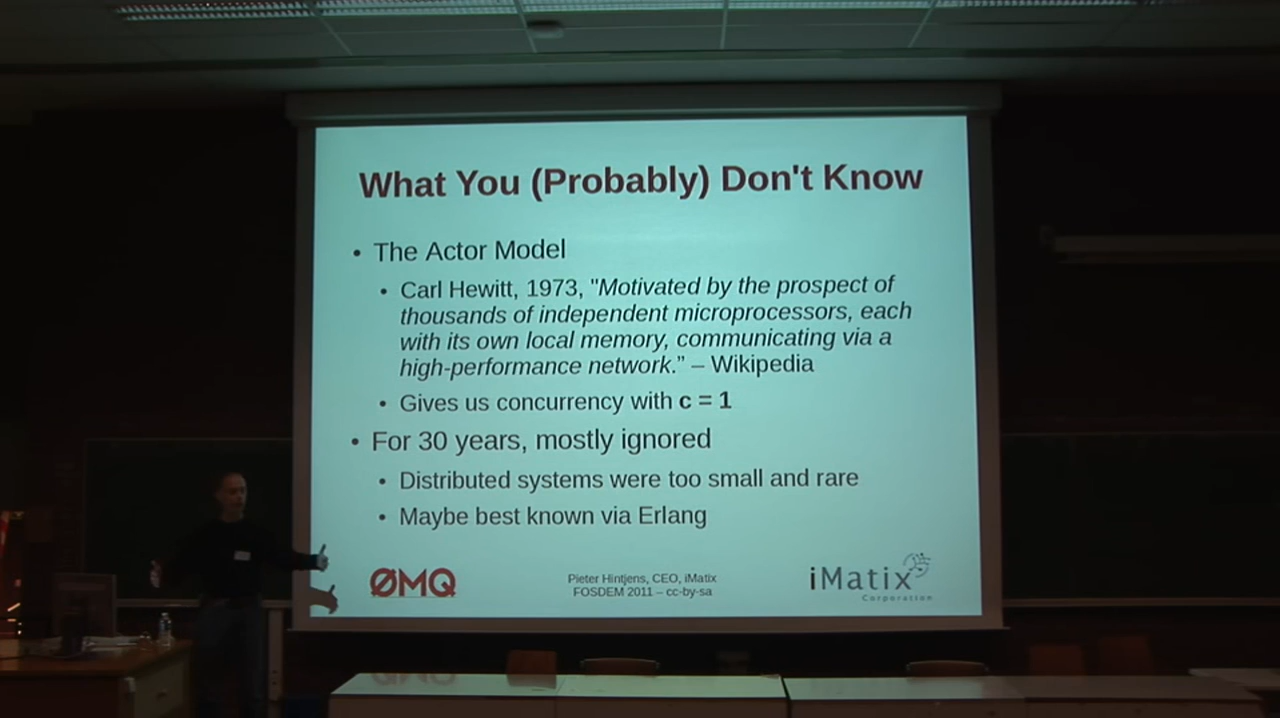 What You (Probably) Don't Know
• The Actor Model
• Carl Hewitt, 1973, "Motivated by the prospect of
thousands of independent microprocessors, each
with its own local memory, communicating via a
high-performance network.” – Wikipedia
• Gives us concurrency with c = 1
• For 30 years, mostly ignored
• Distributed systems were too small and rare
• Maybe best known via Erlang
ØMQ
Pieter Hintjens, CEO, iMatix
FOSDEM 2011 – cc-by-sa
iMatix
Corporation